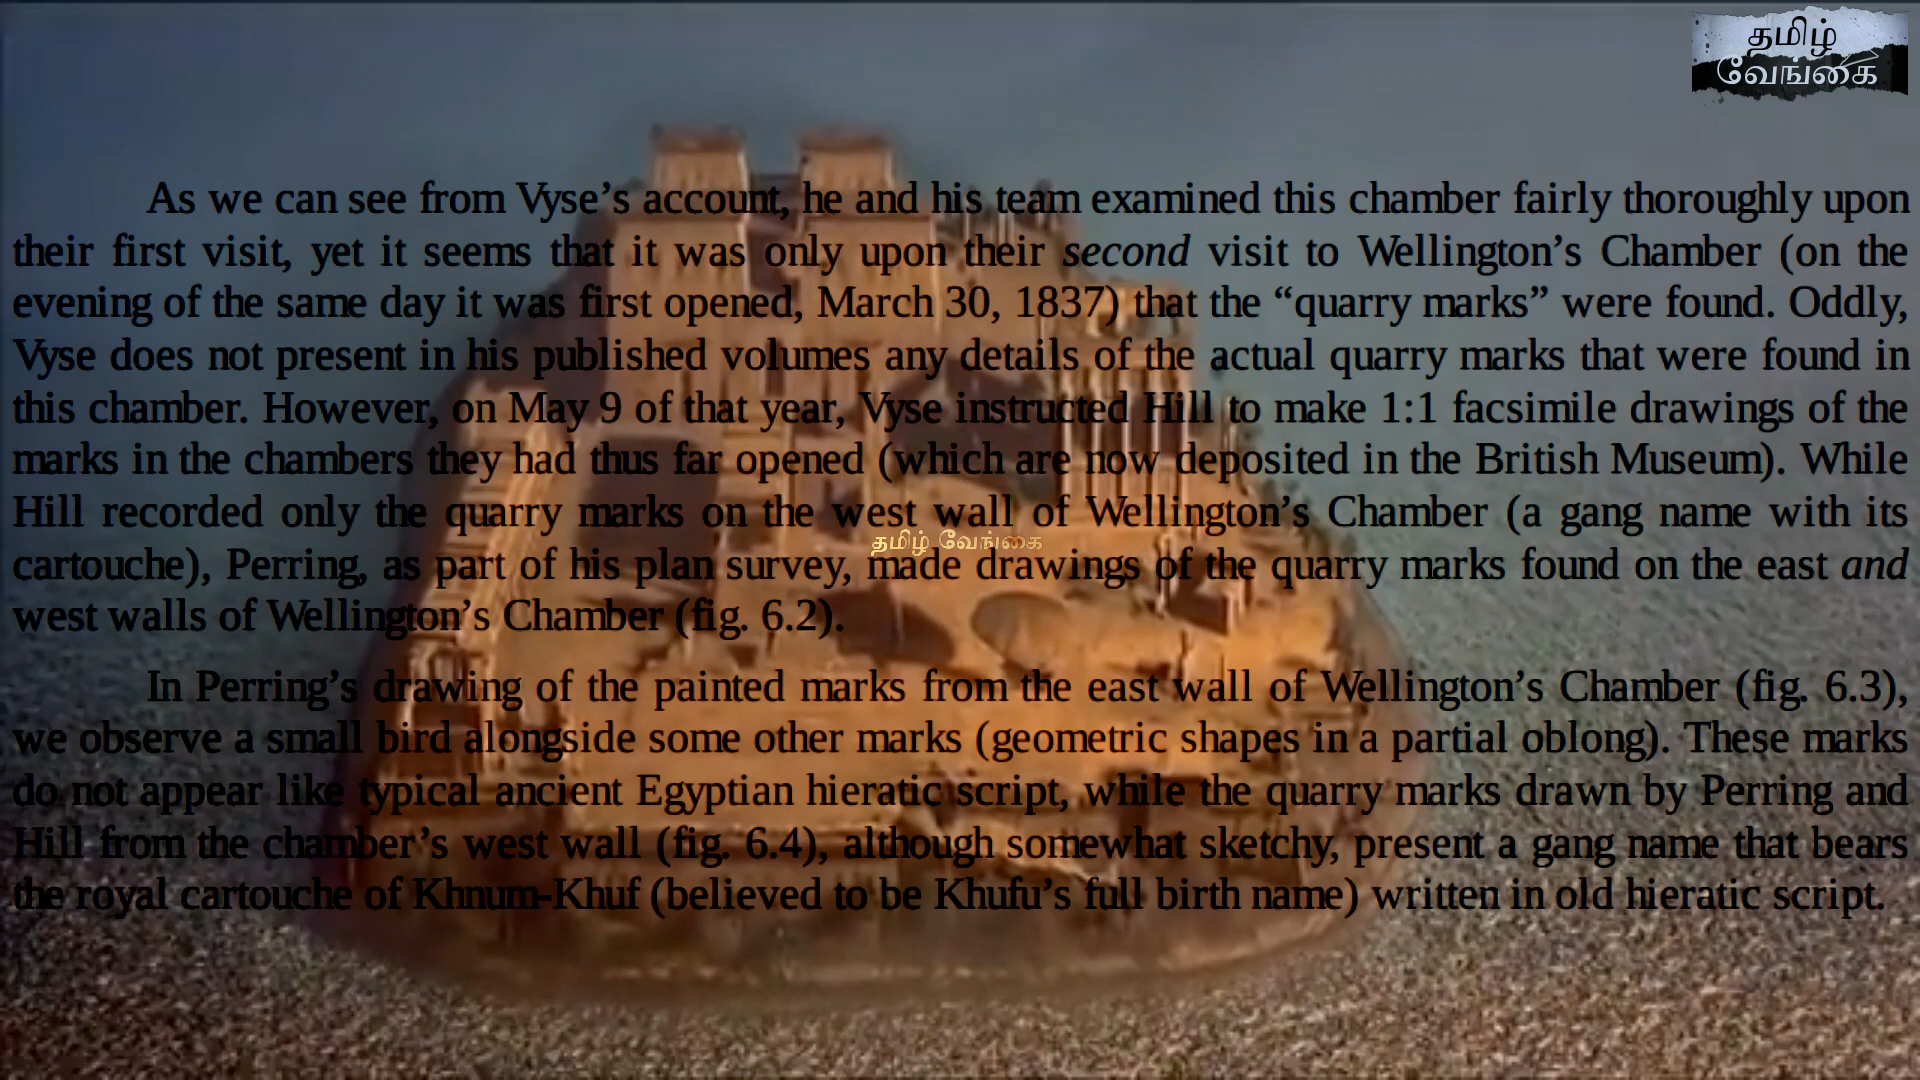 தமிழ்
வேங்கை
As we can see from Vyse’s account, he and his team examined this chamber fairly thoroughly upon
their first visit, yet it seems that it was only upon their second visit to Wellington’s Chamber (on the
evening of the same day it was first opened, March 30, 1837) that the “quarry marks” were found. Oddly,
Vyse does not present in his published volumes any details of the actual quarry marks that were found in
this chamber. However, on May 9 of that year, Vyse instructed Hill to make 1:1 facsimile drawings of the
marks in the chambers they had thus far opened (which are now deposited in the British Museum). While
Hill recorded only the quarry marks on the west wall of Wellington’s Chamber (a gang name with its
தமிழ் வேங்கை
cartouche), Perring, as part of his plan survey, made drawings of the quarry marks found on the east and
west walls of Wellington’s Chamber (fig. 6.2).
In Perring’s drawing of the painted marks from the east wall of Wellington’s Chamber (fig. 6.3),
we observe a small bird alongside some other marks (geometric shapes in a partial oblong). These marks
do not appear like typical ancient Egyptian hieratic script, while the quarry marks drawn by Perring and
Hill from the chamber’s west wall (fig. 6.4), although somewhat sketchy, present a gang name that bears
the royal cartouche of Khnum-Khuf (believed to be Khufu’s full birth name) written in old hieratic script.